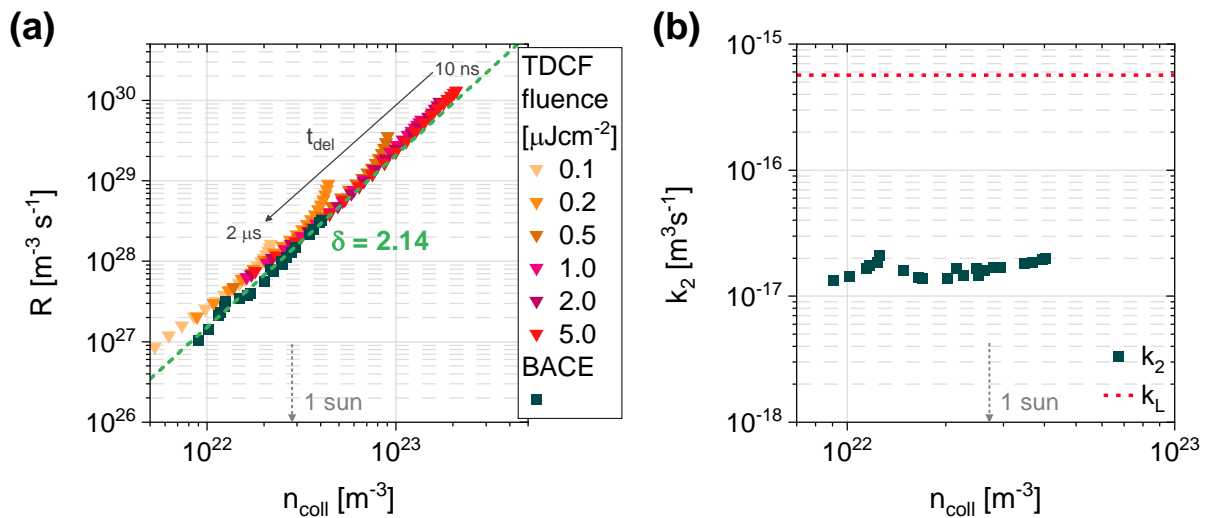 (a)
R [m⁻³ s⁻¹]
10³⁰
10²⁹
10²⁸
10²⁷
10²⁶
10 ns
t_del
2 μs
δ = 2.14
1 sun
10²²
10²³
n_coll [m⁻³]
TDCF
fluence
[μJcm⁻²]
0.1
0.2
0.5
1.0
2.0
5.0
BACE
(b)
k₂ [m³s⁻¹]
10⁻¹⁵
10⁻¹⁶
10⁻¹⁷
10⁻¹⁸
1 sun
k₂
k_L
10²²
10²³
n_coll [m⁻³]